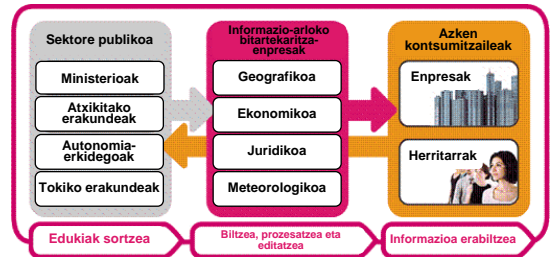 Sektore publikoa
Ministerioak
Atxikitako
erakundeak
Autonomia-
erkidegoak
Tokiko erakundeak
Informazio-arloko
bitartekaritza-
enpresak
Geografikoa
Ekonomikoa
Juridikoa
Meteorologikoa
Azken
kontsumitzaileak
Enpresak
Herritarrak
Edukiak sortzea
Biltzea, prozesatzea eta
editatzea
Informazioa erabiltzea